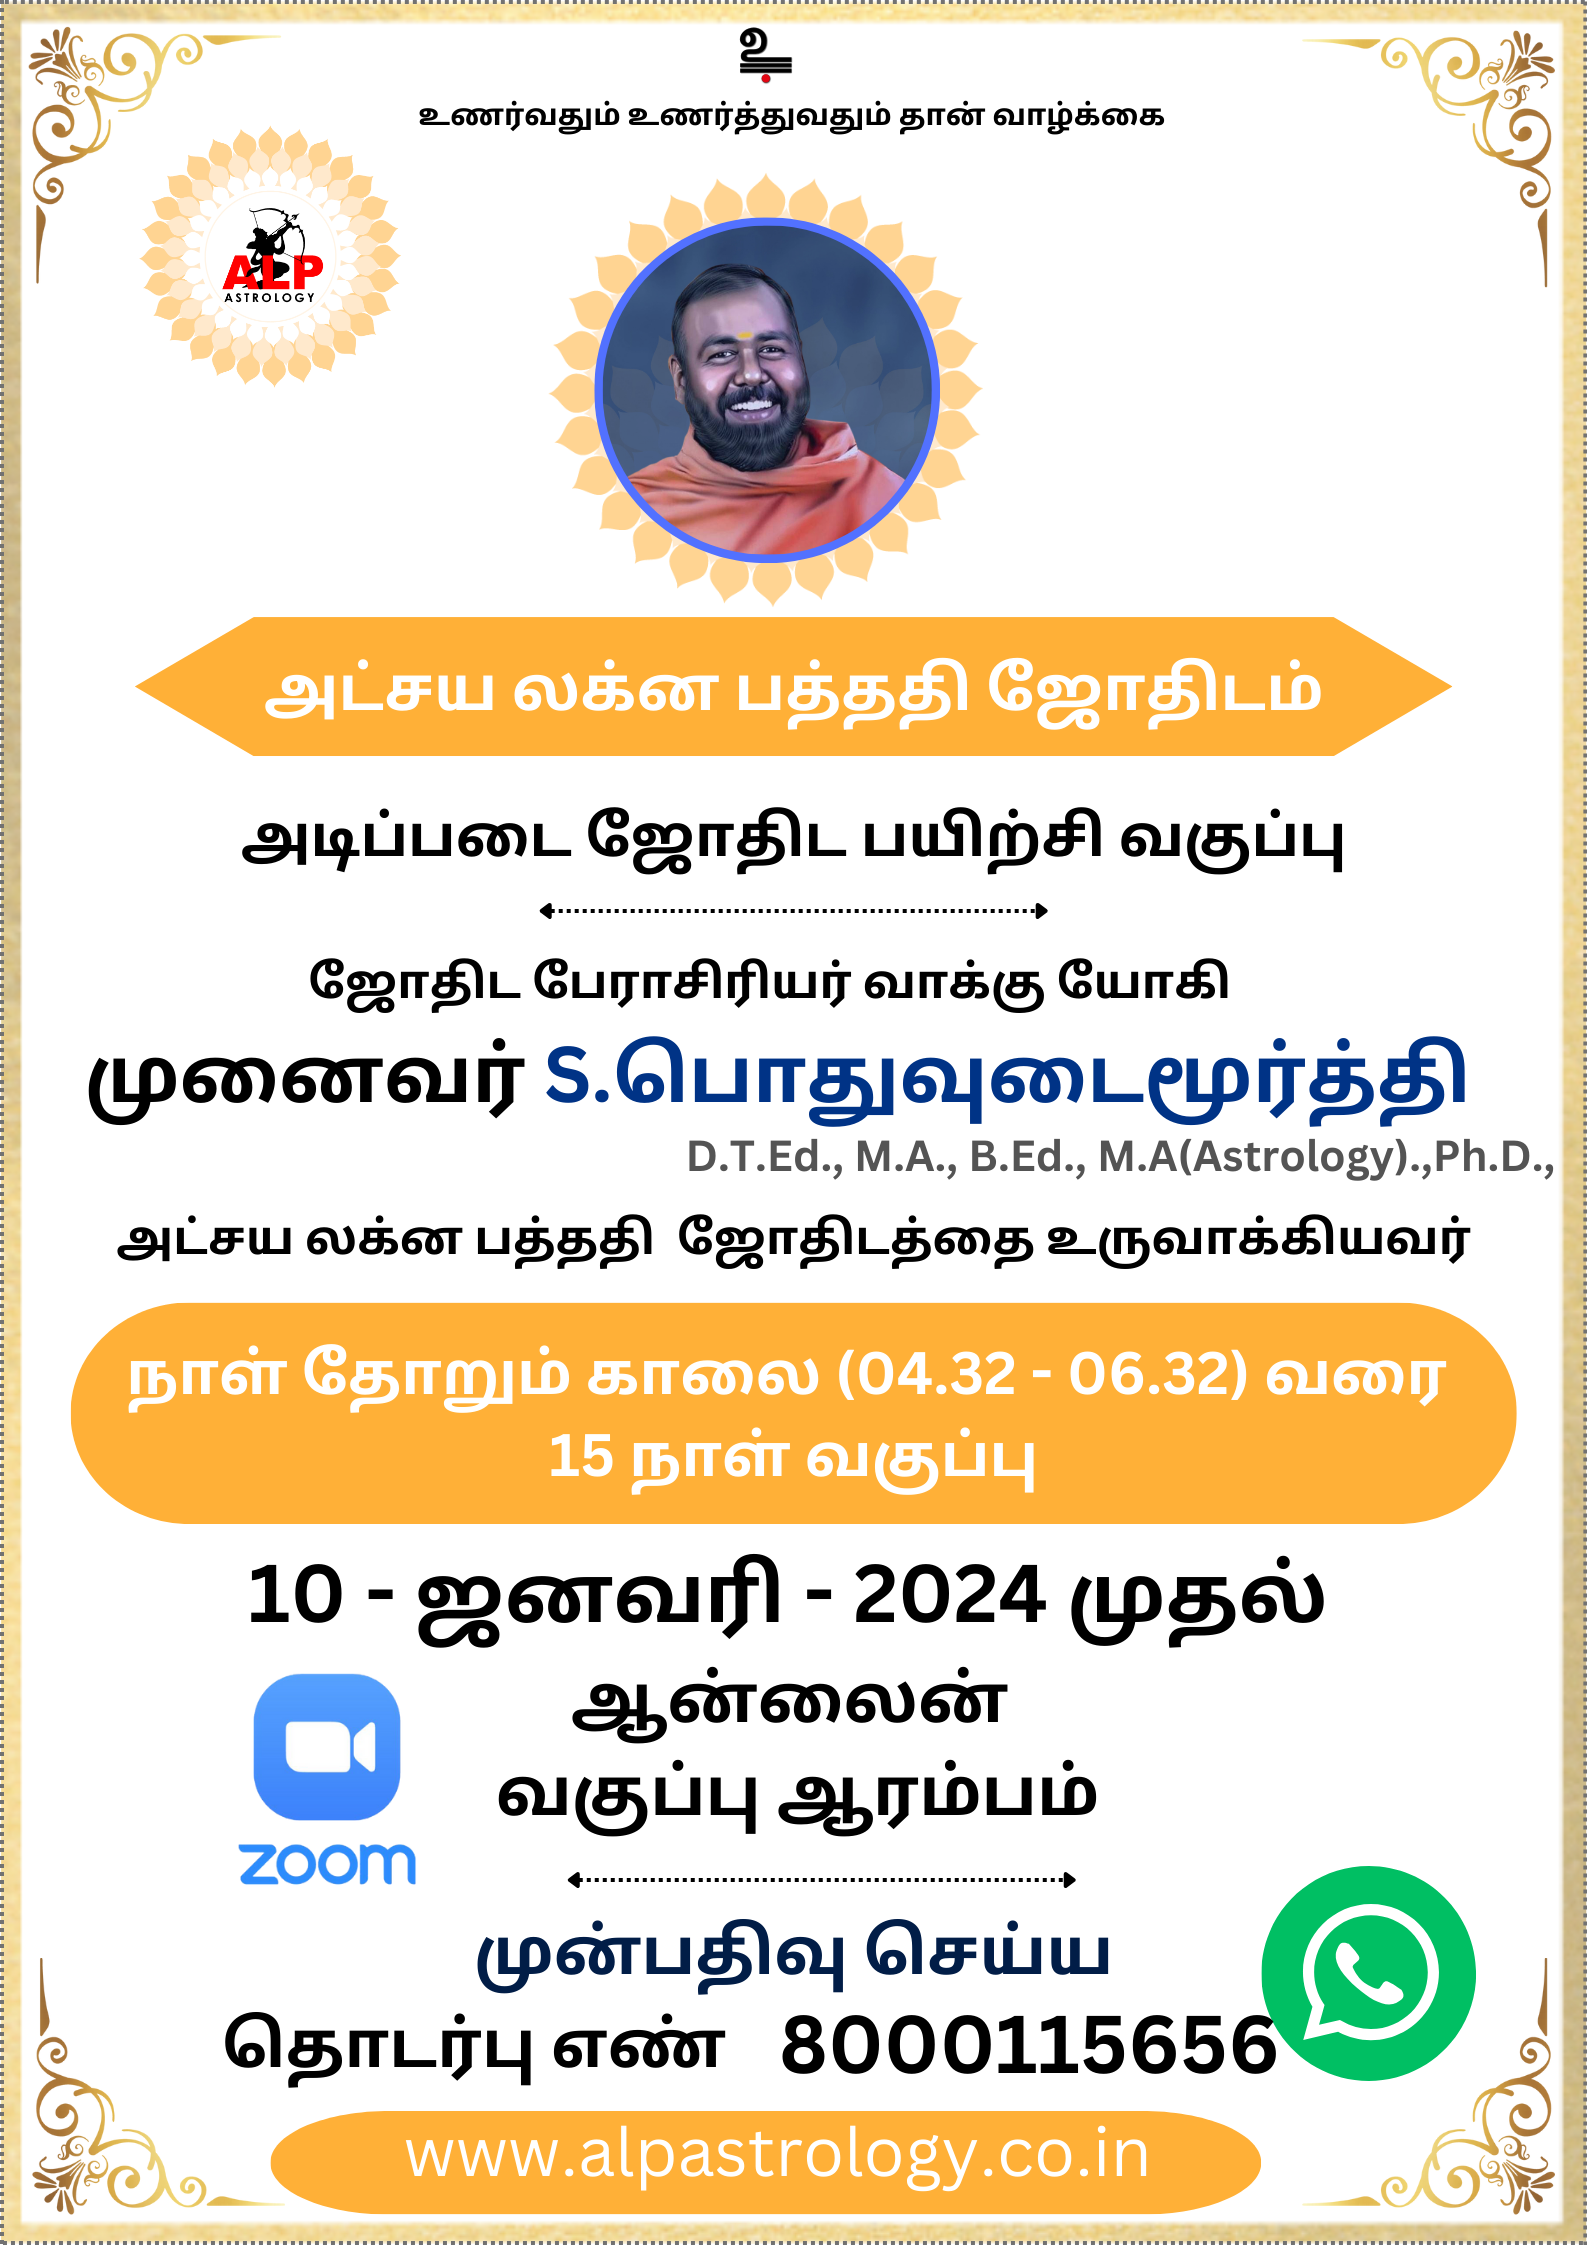 உ
உணர்வதும் உணர்த்துவதும் தான் வாழ்க்கை
ALP
ASTROLOGY
அட்சய லக்ன பத்ததி ஜோதிடம்
அடிப்படை ஜோதிட பயிற்சி வகுப்பு
ஜோதிட பேராசிரியர் வாக்கு யோகி
முனைவர் S.பொதுவுடைமூர்த்தி
D.T.Ed., M.A., B.Ed., M.A(Astrology).,Ph.D.,
அட்சய லக்ன பத்ததி ஜோதிடத்தை உருவாக்கியவர்
நாள் தோறும் காலை (04.32 - 06.32) வரை
15 நாள் வகுப்பு
10 - ஜனவரி - 2024 முதல்
ஆன்லைன்
வகுப்பு ஆரம்பம்
zoom
முன்பதிவு செய்ய
தொடர்பு எண் 8000115656
www.alpastrology.co.in